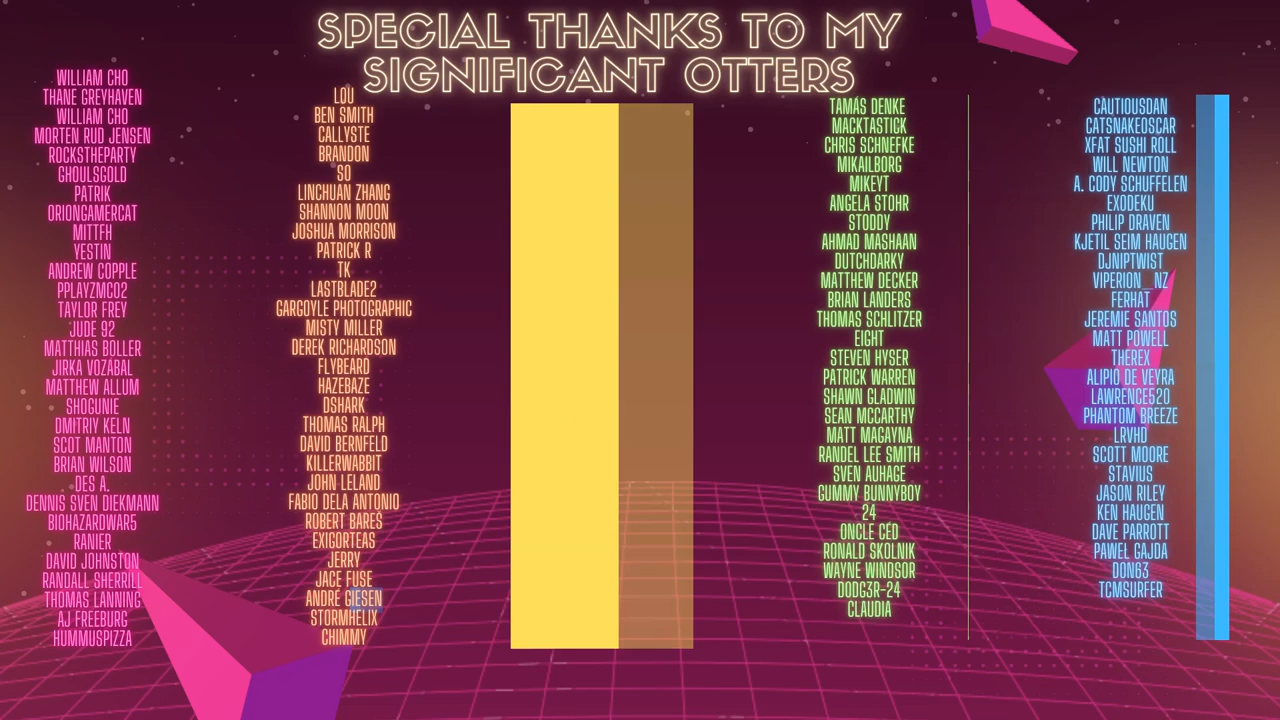 SPECIAL THANKS TO MY
SIGNIFICANT OTTERS
WILLIAM CHO
THANE GREYHAVEN
WILLIAM CHO
MORTEN RUD JENSEN
ROCKSTHEPARTY
GHOULSGOLD
PATRIK
ORIONGAMERCAT
MITTFH
YESTIN
ANDREW COPPLE
PPLAYZMC02
TAYLOR FREY
JUDE 92
MATTHIAS BÖLLER
JIRKA VOZÁBAL
MATTHEW ALLUM
SHOGUNIE
DMITRIY KELN
SCOT MANTON
BRIAN WILSON
DES A.
DENNIS SVEN DIEKMANN
BIOHAZARDWAR5
RANIER
DAVID JOHNSTON
RANDALL SHERRILL
THOMAS LANNING
AJ FREEBURG
HUMMUSPIZZA
LOU
BEN SMITH
CALLYSTE
BRANDON
SO
LINCHUAN ZHANG
SHANNON MOON
JOSHUA MORRISON
PATRICK R
TK
LASTBLADE2
GARGOYLE PHOTOGRAPHIC
MISTY MILLER
DEREK RICHARDSON
FLYBEARD
HAZEBAZE
DSHARK
THOMAS RALPH
DAVID BERNFELD
KILLERWABBIT
JOHN LELAND
FABIO DELA ANTONIO
ROBERT BAREŠ
EXIGORTEAS
JERRY
JACE FUSE
ANDRÉ GIESEN
STORMHELIX
CHIMMY
TAMÁS DENKE
MACKTASTICK
CHRIS SCHNEFKE
MIKAILBORG
MIKEYT
ANGELA STOHR
STODDY
AHMAD MASHAAN
DUTCHDARKY
MATTHEW DECKER
BRIAN LANDERS
THOMAS SCHLITZER
EIGHT
STEVEN HYSER
PATRICK WARREN
SHAWN GLADWIN
SEAN MCCARTHY
MATT MAGAYNA
RANDEL LEE SMITH
SVEN AUHAGE
GUMMY BUNNYBOY
24
ONCLE CÉD
RONALD SKOLNIK
WAYNE WINDSOR
DODG3R-24
CLAUDIA
CAUTIOUSDAN
CATSNAKEOSCAR
XFAT SUSHI ROLL
WILL NEWTON
A. CODY SCHUFFELEN
EXODEKU
PHILIP DRAVEN
KJETIL SEIM HAUGEN
DJNIPTWIST
VIPERION_NZ
FERHAT
JEREMIE SANTOS
MATT POWELL
THEREX
ALIPIO DE VEYRA
LAWRENCE520
PHANTOM BREEZE
LRVHD
SCOTT MOORE
STAVIUS
JASON RILEY
KEN HAUGEN
DAVE PARROTT
PAWEL GAJDA
DON63
TCMSURFER